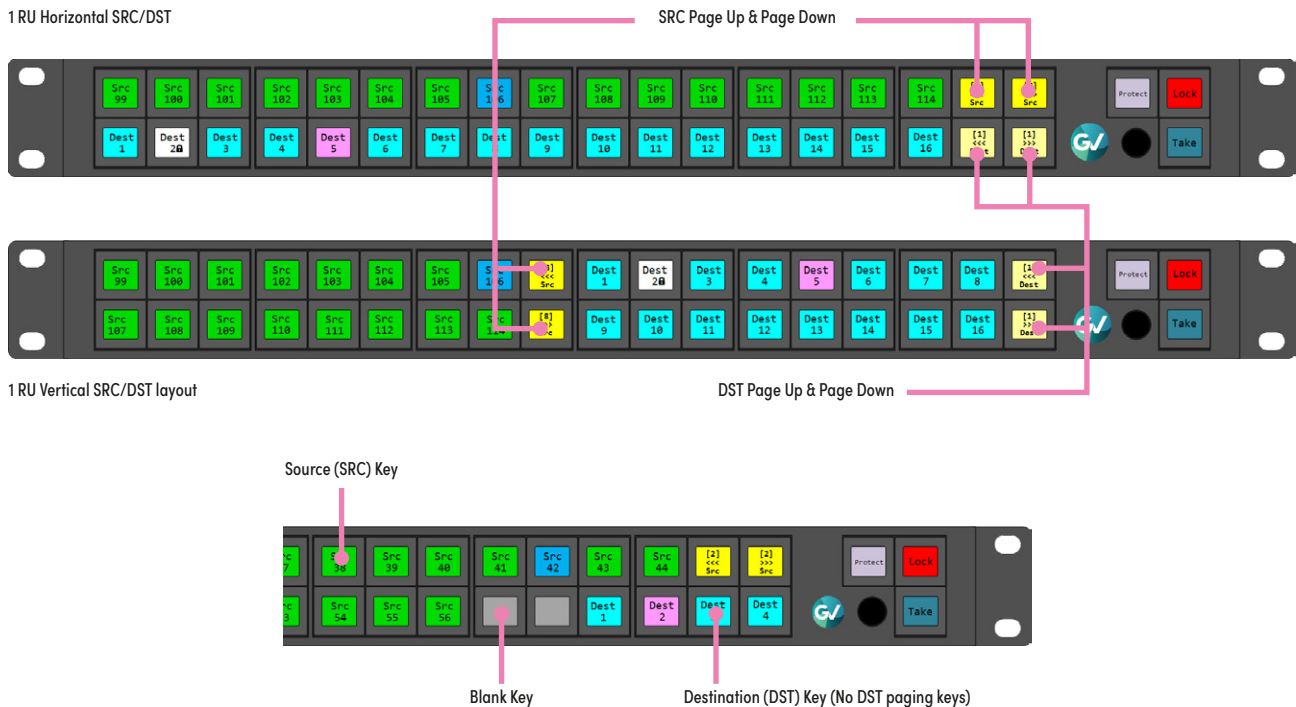 1 RU Horizontal SRC/DST
SRC Page Up & Page Down
Src 99 Src 100 Src 101 Src 102 Src 103 Src 104 Src 105 Src 107 Src 108 Src 109 Src 110 Src 111 Src 112 Src 113 Src 114 Src Src Protect Lock
Dest 1 Dest 2 Dest 3 Dest 4 Dest 5 Dest 6 Dest 7 Dest 9 Dest 10 Dest 11 Dest 12 Dest 13 Dest 14 Dest 15 Dest 16 [1] <<< [1] >>> GV Take
Src 99 Src 100 Src 101 Src 102 Src 103 Src 104 Src 105 <<< Src Dest 1 Dest 2 Dest 3 Dest 4 Dest 5 Dest 6 Dest 7 Dest 8 <<< Dest Protect Lock
Src 107 Src 108 Src 109 Src 110 Src 111 Src 112 Src 113 [8] Dest 9 Dest 10 Dest 11 Dest 12 Dest 13 Dest 14 Dest 15 Dest 16 [1] GV Take
1 RU Vertical SRC/DST layout
DST Page Up & Page Down
Source (SRC) Key
38 Src 39 Src 40 Src 41 Src 42 Src 43 Src 44 [2] <<< Src [2] >>> Src Protect Lock
Src 54 Src 55 Src 56 Dest 1 Dest 2 Dest Dest 4 GV Take
Blank Key
Destination (DST) Key (No DST paging keys)